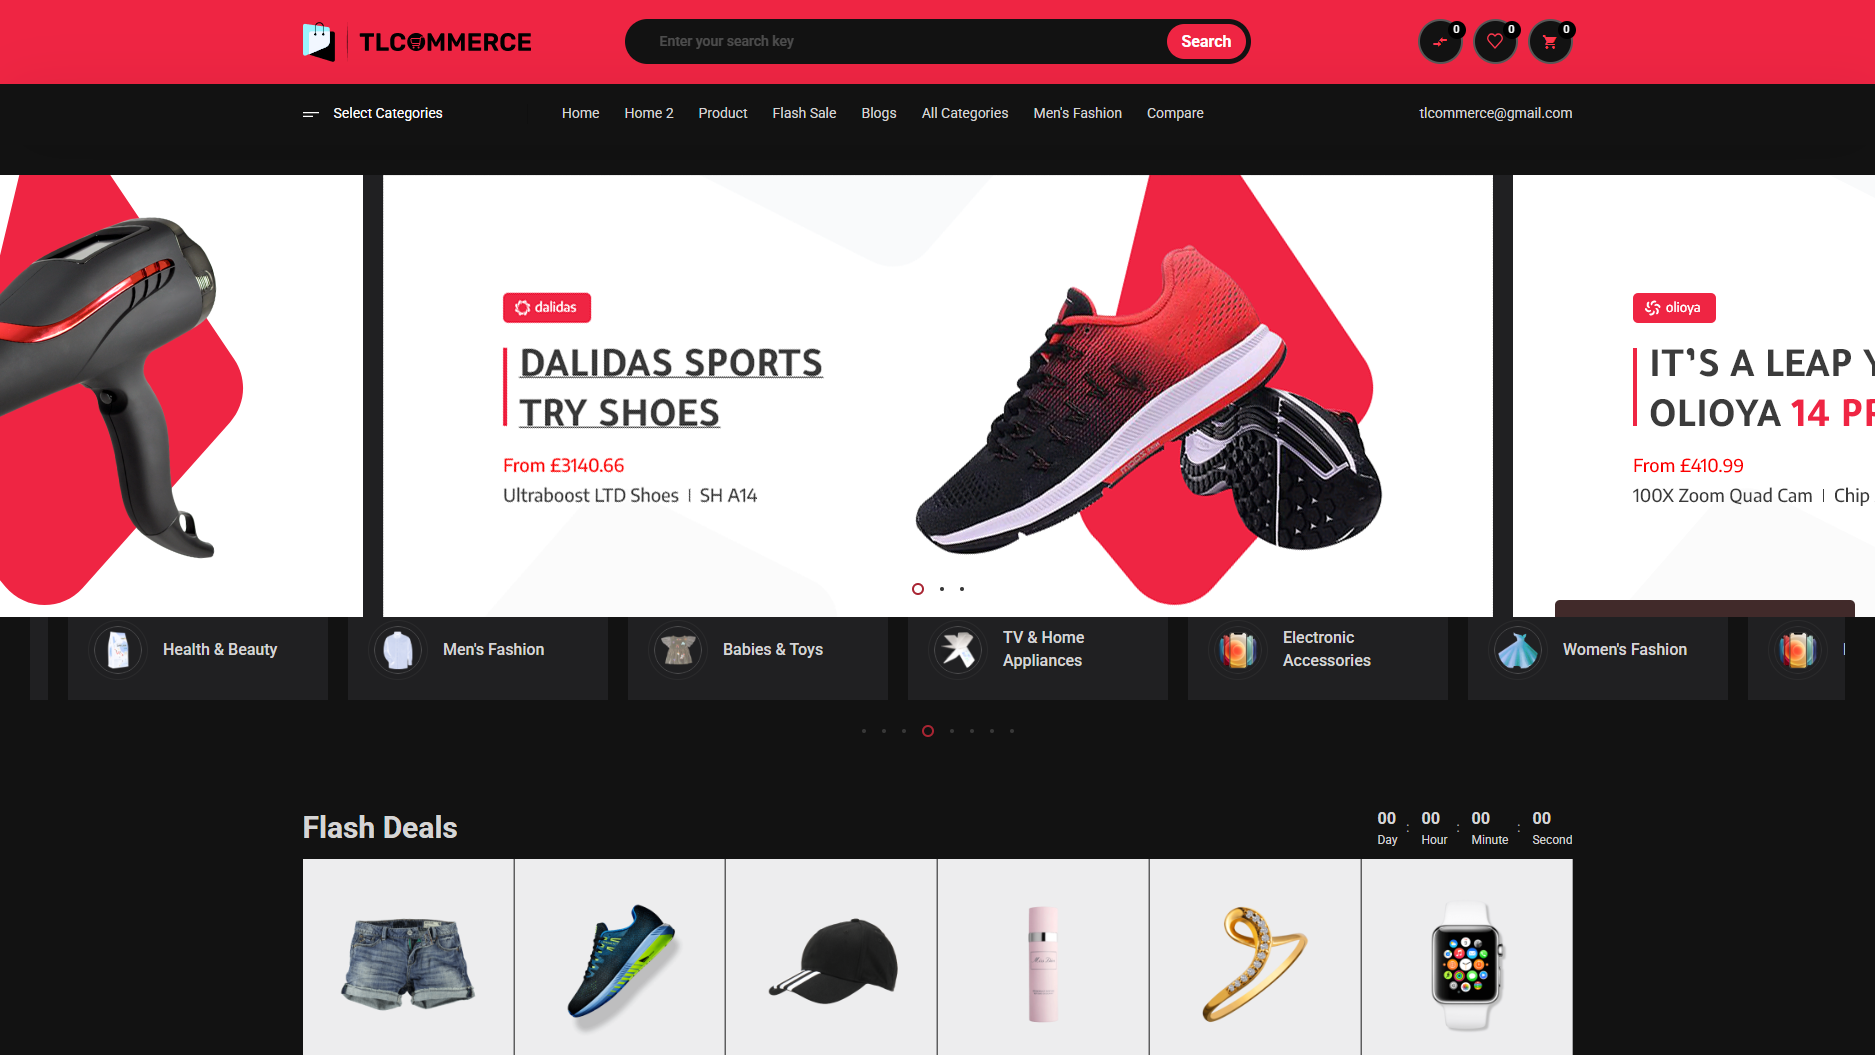 TLCOMMERCE
Enter your search key
Search
0
0
0
Select Categories
Home
Home 2
Product
Flash Sale
Blogs
All Categories
Men's Fashion
Compare
tlcommerce@gmail.com
dalidas
DALIDAS SPORTS
TRY SHOES
From £3140.66
Ultraboost LTD Shoes | SH A14
olioya
IT'S A LEAP
OLIOYA 14
From £410.99
100X Zoom Quad Cam | Chip
Health & Beauty
Men's Fashion
Babies & Toys
TV & Home
Appliances
Electronic
Accessories
Women's Fashion
Flash Deals
00 : 00 : 00 : 00
Day Hour Minute Second